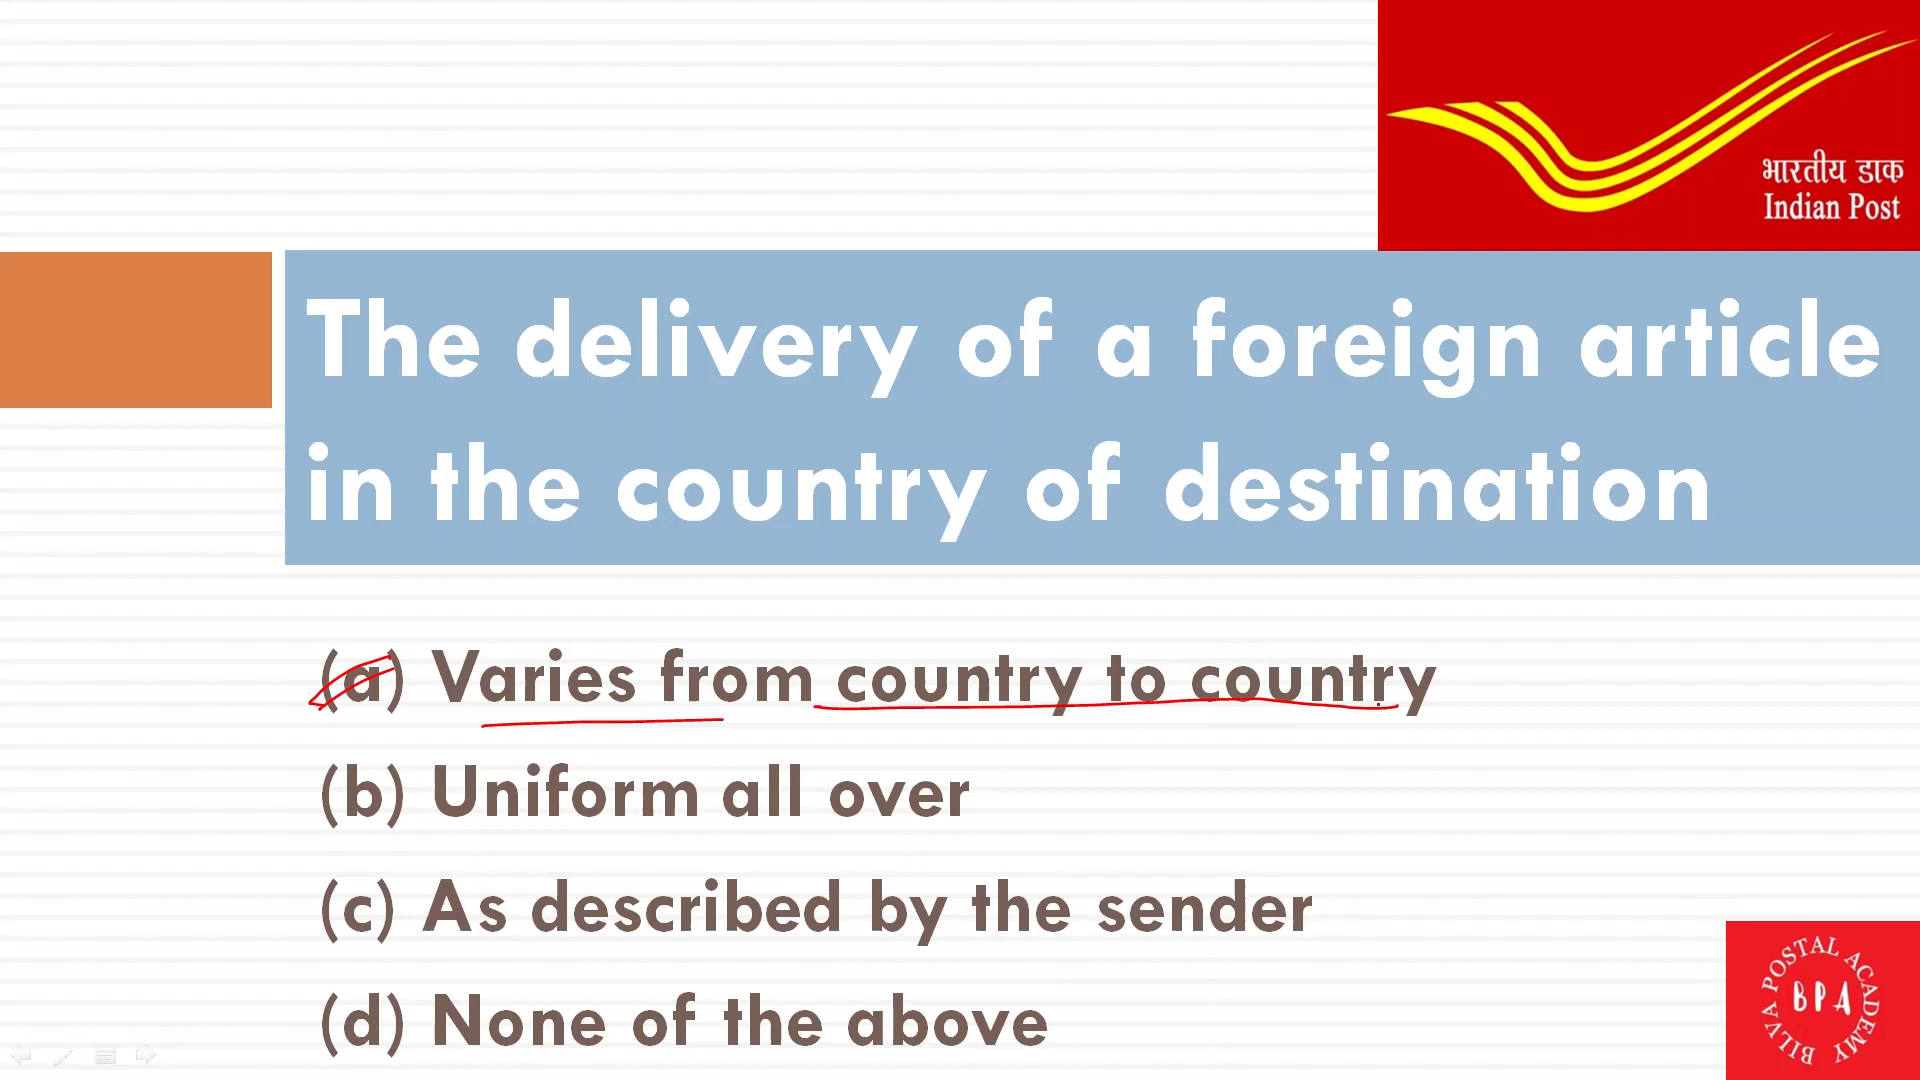 भारतीय डाक
Indian Post
The delivery of a foreign article
in the country of destination
(a) Varies from country to country
(b) Uniform all over
(c) As described by the sender
(d) None of the above
BILVA POSTAL ACADEMY
BPA